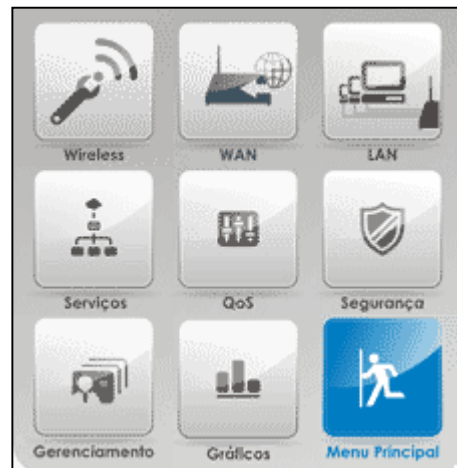 Wireless WAN LAN
Serviços QoS Segurança
Gerenciamento Gráficos Menu Principal